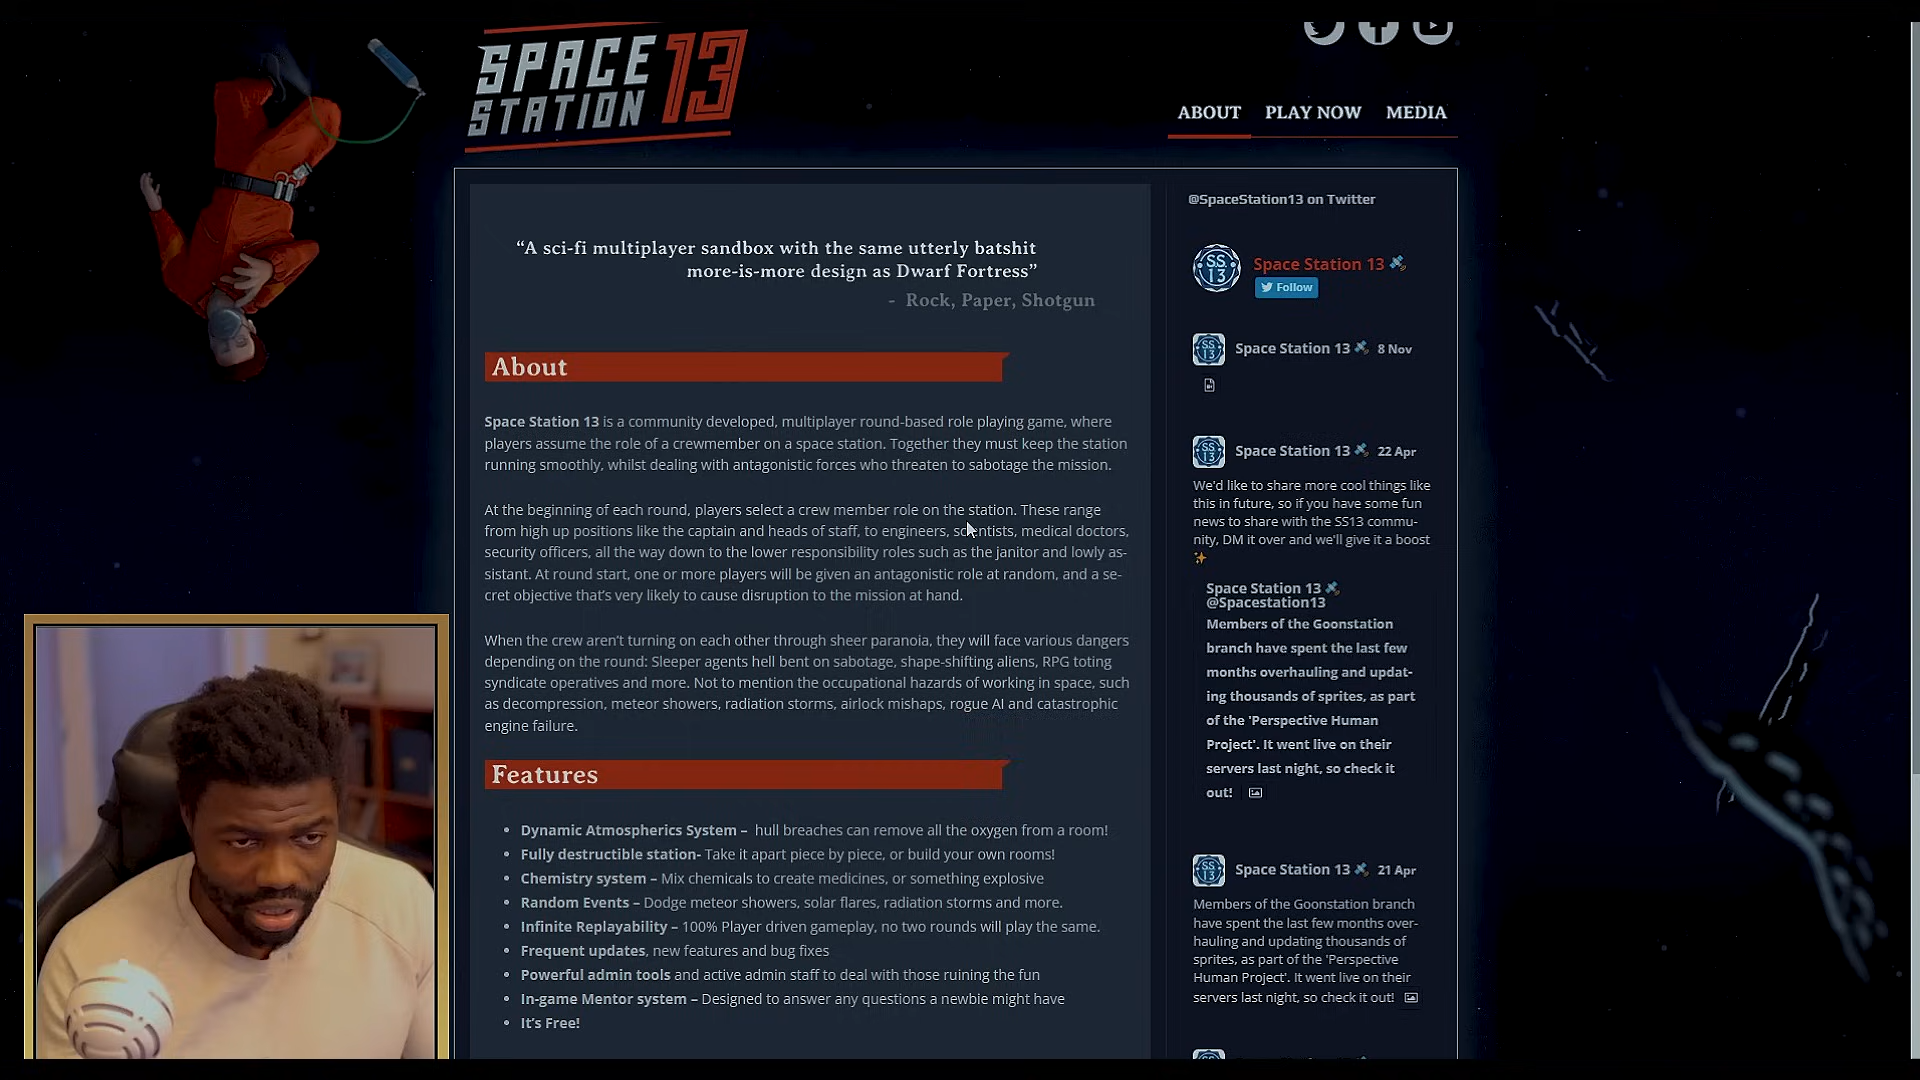 SPACE STATION 13
ABOUT PLAY NOW MEDIA
“A sci-fi multiplayer sandbox with the same utterly batshit
more-is-more design as Dwarf Fortress”
- Rock, Paper, Shotgun
About
Space Station 13 is a community developed, multiplayer round-based role playing game, where
players assume the role of a crewmember on a space station. Together they must keep the station
running smoothly, whilst dealing with antagonistic forces who threaten to sabotage the mission.
At the beginning of each round, players select a crew member role on the station. These range
from high up positions like the captain and heads of staff, to engineers, scientists, medical doctors,
security officers, all the way down to the lower responsibility roles such as the janitor and lowly as-
sistant. At round start, one or more players will be given an antagonistic role at random, and a se-
cret objective that’s very likely to cause disruption to the mission at hand.
When the crew aren’t turning on each other through sheer paranoia, they will face various dangers
depending on the round: Sleeper agents hell bent on sabotage, shape-shifting aliens, RPG toting
syndicate operatives and more. Not to mention the occupational hazards of working in space, such
as decompression, meteor showers, radiation storms, airlock mishaps, rogue AI and catastrophic
engine failure.
Features
• Dynamic Atmospherics System – hull breaches can remove all the oxygen from a room!
• Fully destructible station- Take it apart piece by piece, or build your own rooms!
• Chemistry system – Mix chemicals to create medicines, or something explosive
• Random Events – Dodge meteor showers, solar flares, radiation storms and more.
• Infinite Replayability – 100% Player driven gameplay, no two rounds will play the same.
• Frequent updates, new features and bug fixes
• Powerful admin tools and active admin staff to deal with those ruining the fun
• In-game Mentor system – Designed to answer any questions a newbie might have
• It’s Free!
@SpaceStation13 on Twitter
SS 13
Space Station 13
Follow
SS 13
Space Station 13 8 Nov
SS 13
Space Station 13 22 Apr
We'd like to share more cool things like
this in future, so if you have some fun
news to share with the SS13 commu-
nity, DM it over and we'll give it a boost
Space Station 13
@Spacestation13
Members of the Goonstation
branch have spent the last few
months overhauling and updat-
ing thousands of sprites, as part
of the 'Perspective Human
Project'. It went live on their
servers last night, so check it
out!
SS 13
Space Station 13 21 Apr
Members of the Goonstation branch
have spent the last few months over-
hauling and updating thousands of
sprites, as part of the 'Perspective
Human Project'. It went live on their
servers last night, so check it out!